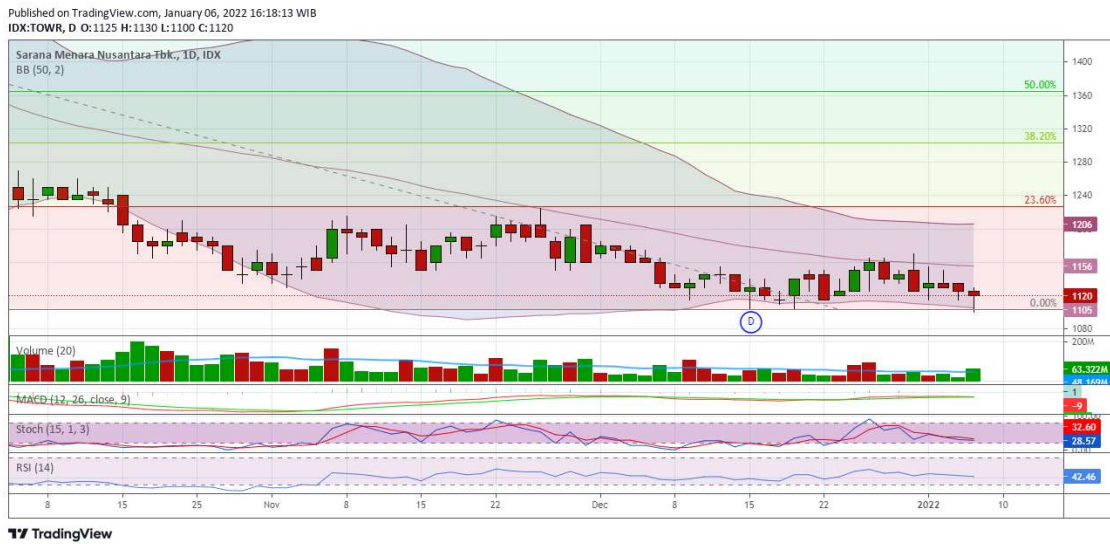 Published on TradingView.com, January 06, 2022 16:18:13 WIB
IDX:TOWR, D O:1125 H:1130 L:1100 C:1120
Sarana Menara Nusantara Tbk., 1D, IDX
BB (50, 2)
1400
50.00%
1360
1320
38.20%
1280
1240
23.60%
1206
1156
1120
0.00%
1105
1080
D
Volume (20)
200M
63.322M
48.169M
MACD (12, 26, close, 9)
1
-9
Stoch (15, 1, 3)
32.60
28.57
RSI (14)
42.46
8 15 25 Nov 8 15 22 Dec 8 15 22 2022 10
TradingView